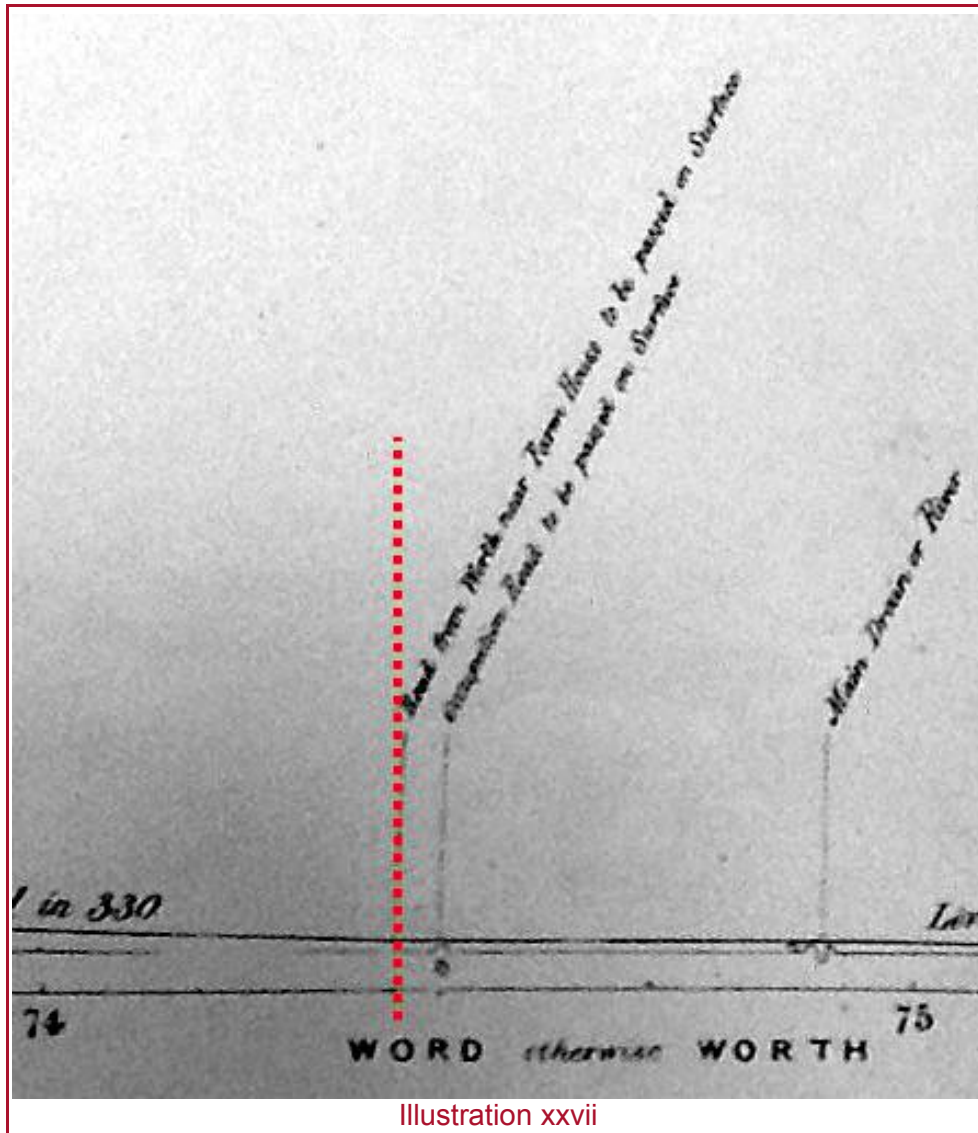 Road from Worth near Farm House to be passed on Surface
occupation Road to be passed on Surface
Main Drain or River
1 in 330
Lev
74
75
WORD otherwise WORTH
Illustration xxvii